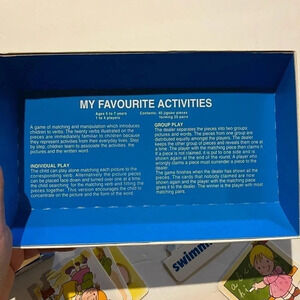 MY FAVOURITE ACTIVITIES
Ages 5 to 7 years
1 to 4 players
Contents: 40 jigsaw pieces
forming 20 pairs
A game of matching and manipulation which introduces
children to verbs. The twenty verbs illustrated on the
pieces are immediately familiar to children because
they represent activities from their everyday lives. Step
by step, children learn to associate the activities, the
pictures and the written word.
INDIVIDUAL PLAY
The child can play alone matching each picture to the
corresponding verb. Alternatively the picture pieces
can be placed face down and turned over one at a time,
the child searching for the matching verb and fitting the
pieces together. This version encourages the child to
concentrate on the picture and the form of the word.
GROUP PLAY
The dealer separates the pieces into two groups:
pictures and words. The pieces from one group are
distributed equally amongst the players. The dealer
keeps the other group of pieces and reveals them one at
a time. The player with the matching piece then claims it.
If a piece is not claimed, it is put to one side and is
shown again at the end of the round. A player who
wrongly claims a piece must surrender a piece to the
dealer.
The game finishes when the dealer has shown all the
pieces. The cards that nobody claimed are now
shown again and the player with the matching piece
gives it to the dealer. The winner is the player with most
matching pairs.
swimm